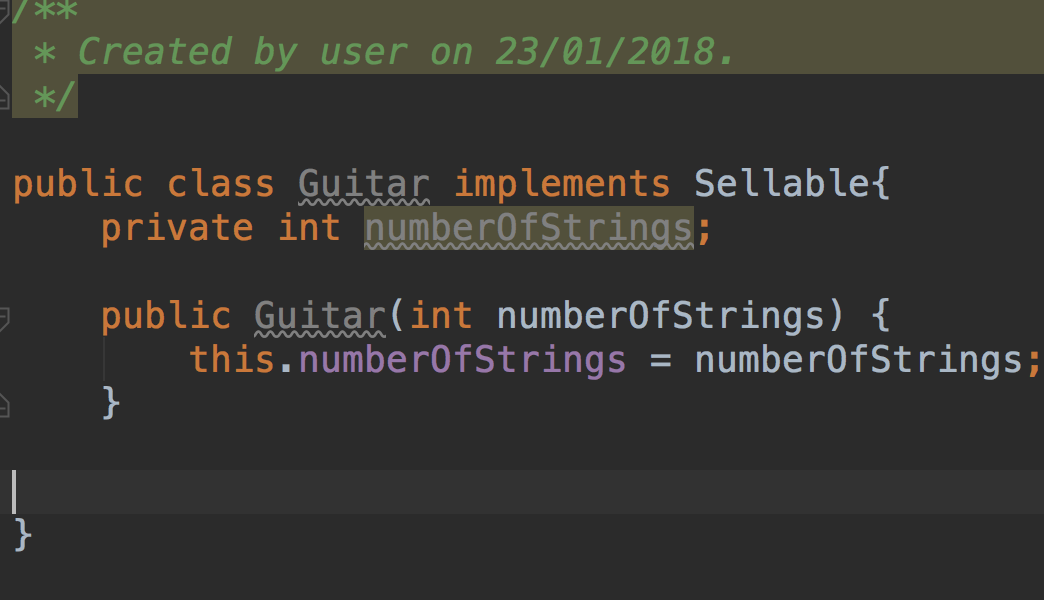 /**
 * Created by user on 23/01/2018.
 */
public class Guitar implements Sellable{
    private int numberOfStrings;
    public Guitar(int numberOfStrings) {
        this.numberOfStrings = numberOfStrings;
    }
}